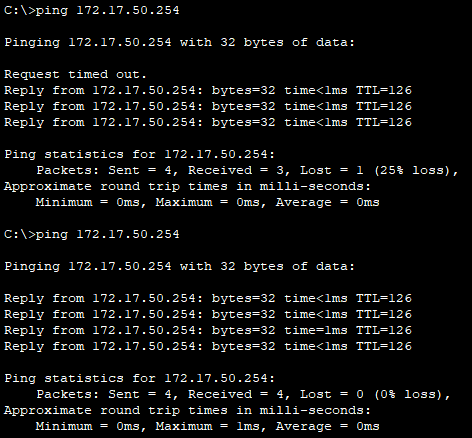 C:\>ping 172.17.50.254
Pinging 172.17.50.254 with 32 bytes of data:
Request timed out.
Reply from 172.17.50.254: bytes=32 time<1ms TTL=126
Reply from 172.17.50.254: bytes=32 time<1ms TTL=126
Reply from 172.17.50.254: bytes=32 time<1ms TTL=126
Ping statistics for 172.17.50.254:
    Packets: Sent = 4, Received = 3, Lost = 1 (25% loss),
Approximate round trip times in milli-seconds:
    Minimum = 0ms, Maximum = 0ms, Average = 0ms
C:\>ping 172.17.50.254
Pinging 172.17.50.254 with 32 bytes of data:
Reply from 172.17.50.254: bytes=32 time<1ms TTL=126
Reply from 172.17.50.254: bytes=32 time<1ms TTL=126
Reply from 172.17.50.254: bytes=32 time=1ms TTL=126
Reply from 172.17.50.254: bytes=32 time<1ms TTL=126
Ping statistics for 172.17.50.254:
    Packets: Sent = 4, Received = 4, Lost = 0 (0% loss),
Approximate round trip times in milli-seconds:
    Minimum = 0ms, Maximum = 1ms, Average = 0ms